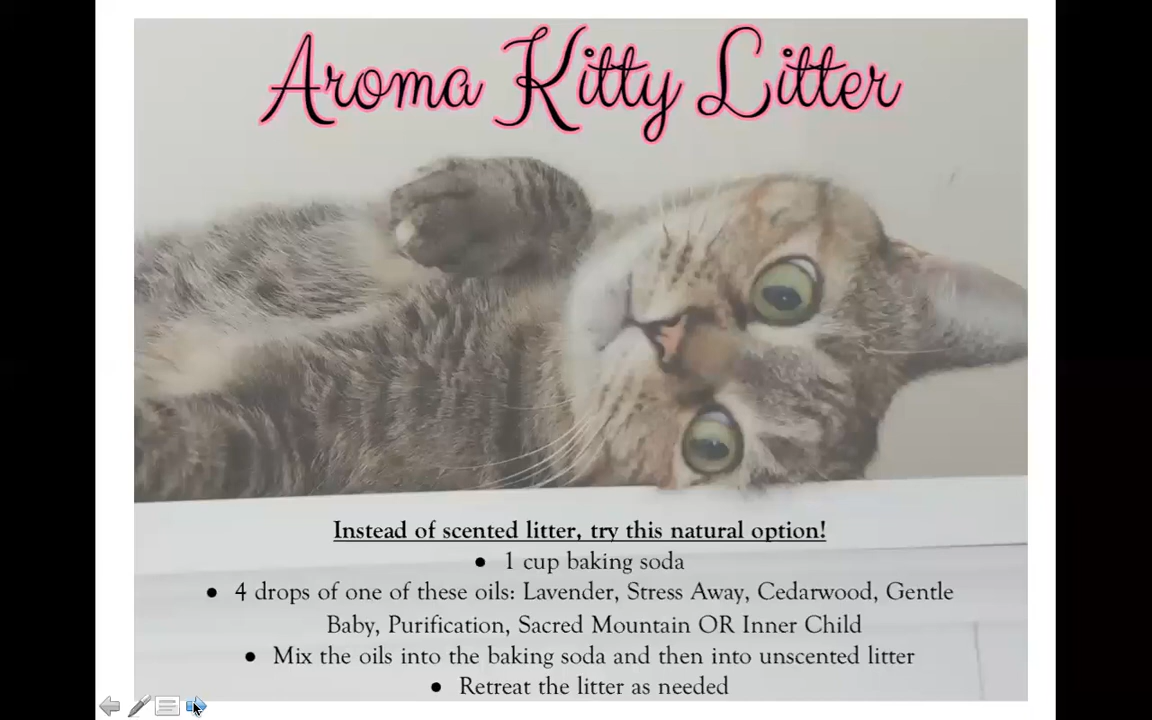 Aroma Kitty Litter
Instead of scented litter, try this natural option!
• 1 cup baking soda
• 4 drops of one of these oils: Lavender, Stress Away, Cedarwood, Gentle
Baby, Purification, Sacred Mountain OR Inner Child
• Mix the oils into the baking soda and then into unscented litter
• Retreat the litter as needed